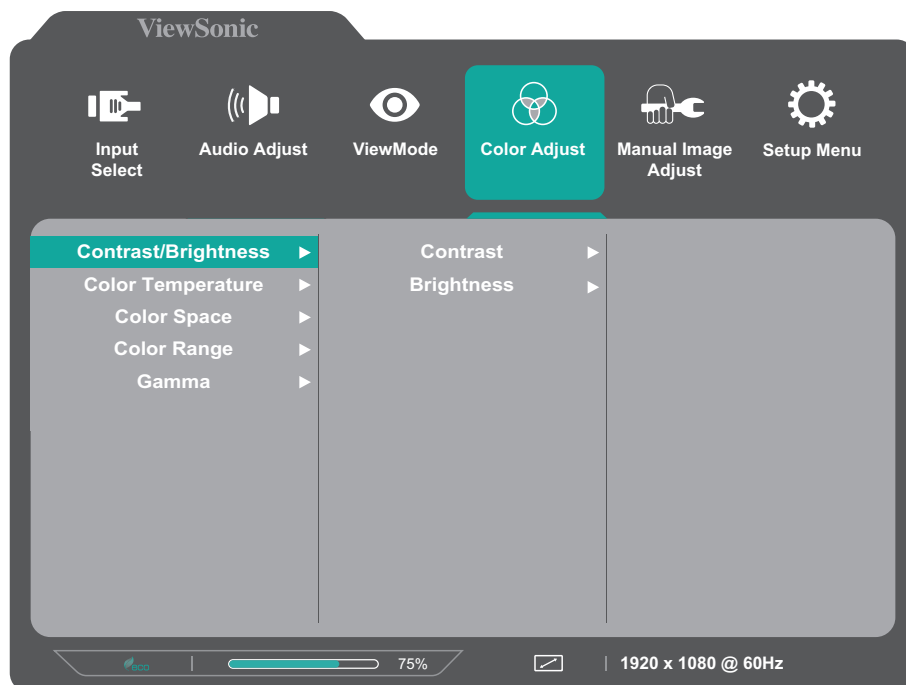 ViewSonic
Input Select
Audio Adjust
ViewMode
Color Adjust
Manual Image Adjust
Setup Menu
Contrast/Brightness
Color Temperature
Color Space
Color Range
Gamma
Contrast
Brightness
eco
75%
1920 x 1080 @ 60Hz